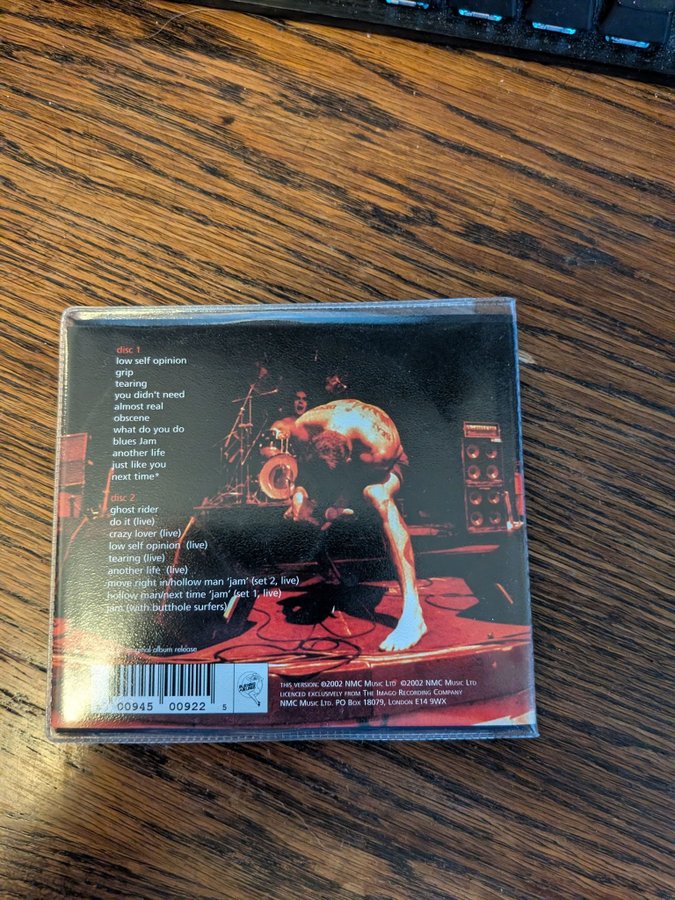 disc 1
low self opinion
grip
tearing
you didn't need
almost real
obscene
what do you do
blues Jam
another life
just like you
next time*
disc 2
ghost rider
do it (live)
crazy lover (live)
low self opinion (live)
tearing (live)
another life (live)
move right in/hollow man 'jam' (set 2, live)
hollow man/next time 'jam' (set 1, live)
jam (with butthole surfers)
original album release
00945 00922 5
THIS VERSION: ©2002 NMC MUSIC LTD ©2002 NMC MUSIC LTD
LICENCED EXCLUSIVELY FROM THE IMAGO RECORDING COMPANY
NMC MUSIC LTD. PO BOX 18079, LONDON E14 9WX